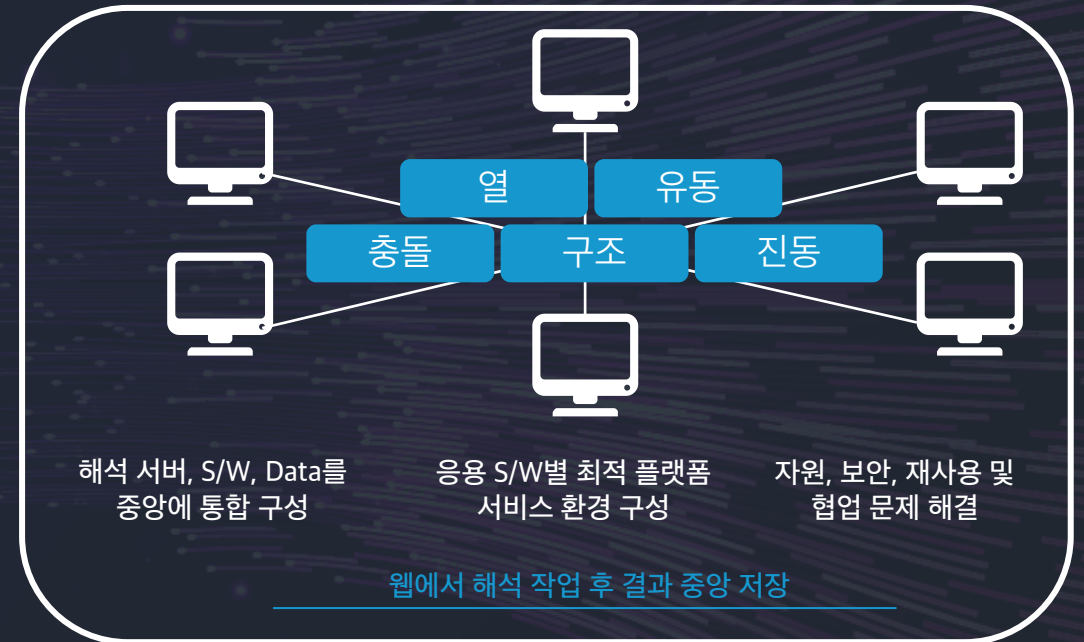 열
유동
충돌
구조
진동
해석 서버, S/W, Data를
중앙에 통합 구성
응용 S/W별 최적 플랫폼
서비스 환경 구성
자원, 보안, 재사용 및
협업 문제 해결
웹에서 해석 작업 후 결과 중앙 저장